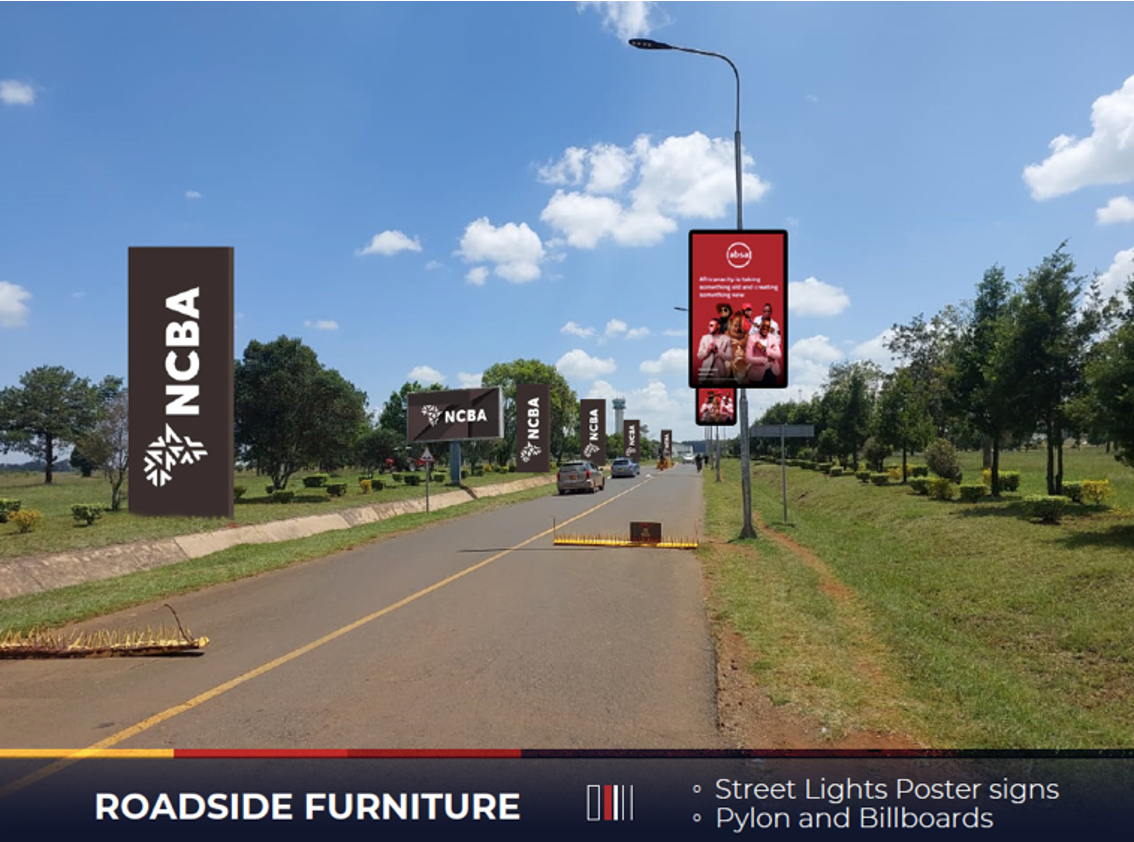 NCBA
NCBA
NCBA
NCBA
NCBA
absa
Africanacity is taking
something old and creating
something new
ROADSIDE FURNITURE
◦ Street Lights Poster signs
◦ Pylon and Billboards